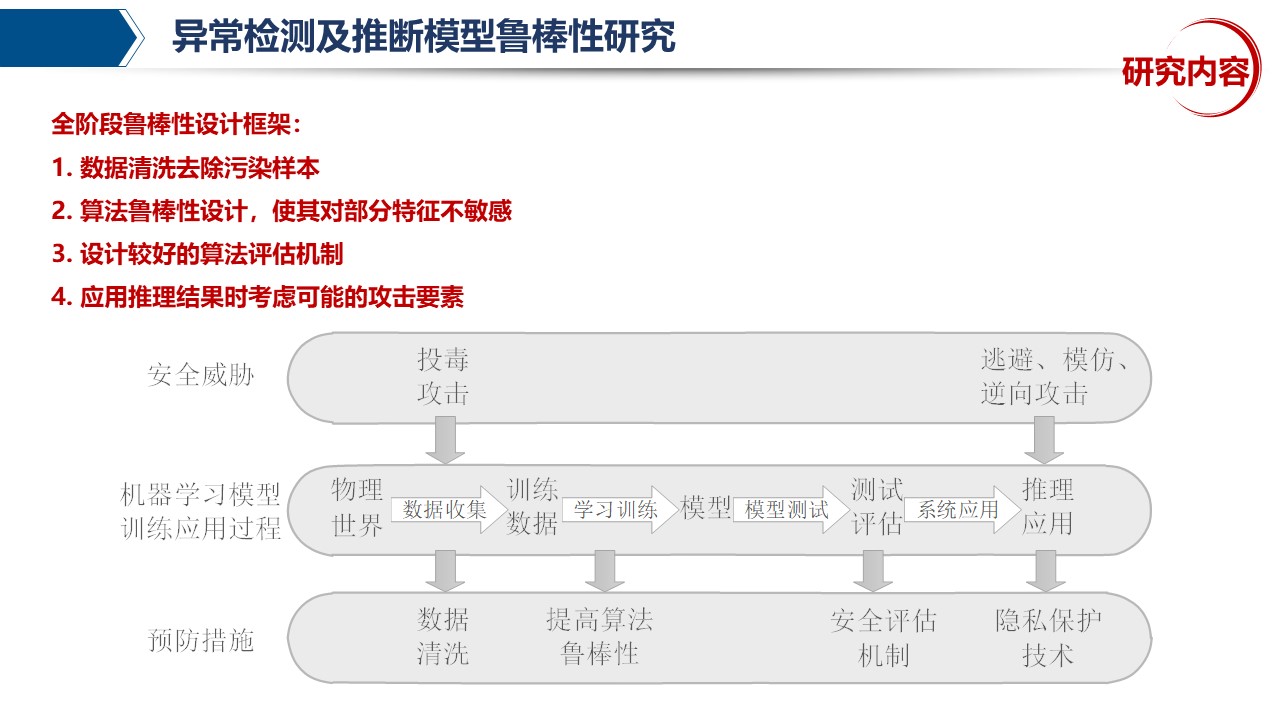 异常检测及推断模型鲁棒性研究
研究内容
全阶段鲁棒性设计框架：
1. 数据清洗去除污染样本
2. 算法鲁棒性设计，使其对部分特征不敏感
3. 设计较好的算法评估机制
4. 应用推理结果时考虑可能的攻击要素
安全威胁
投毒
攻击
逃避、模仿、
逆向攻击
机器学习模型
训练应用过程
物理
世界
数据收集
训练
数据
学习训练
模型
模型测试
测试
评估
系统应用
推理
应用
预防措施
数据
清洗
提高算法
鲁棒性
安全评估
机制
隐私保护
技术